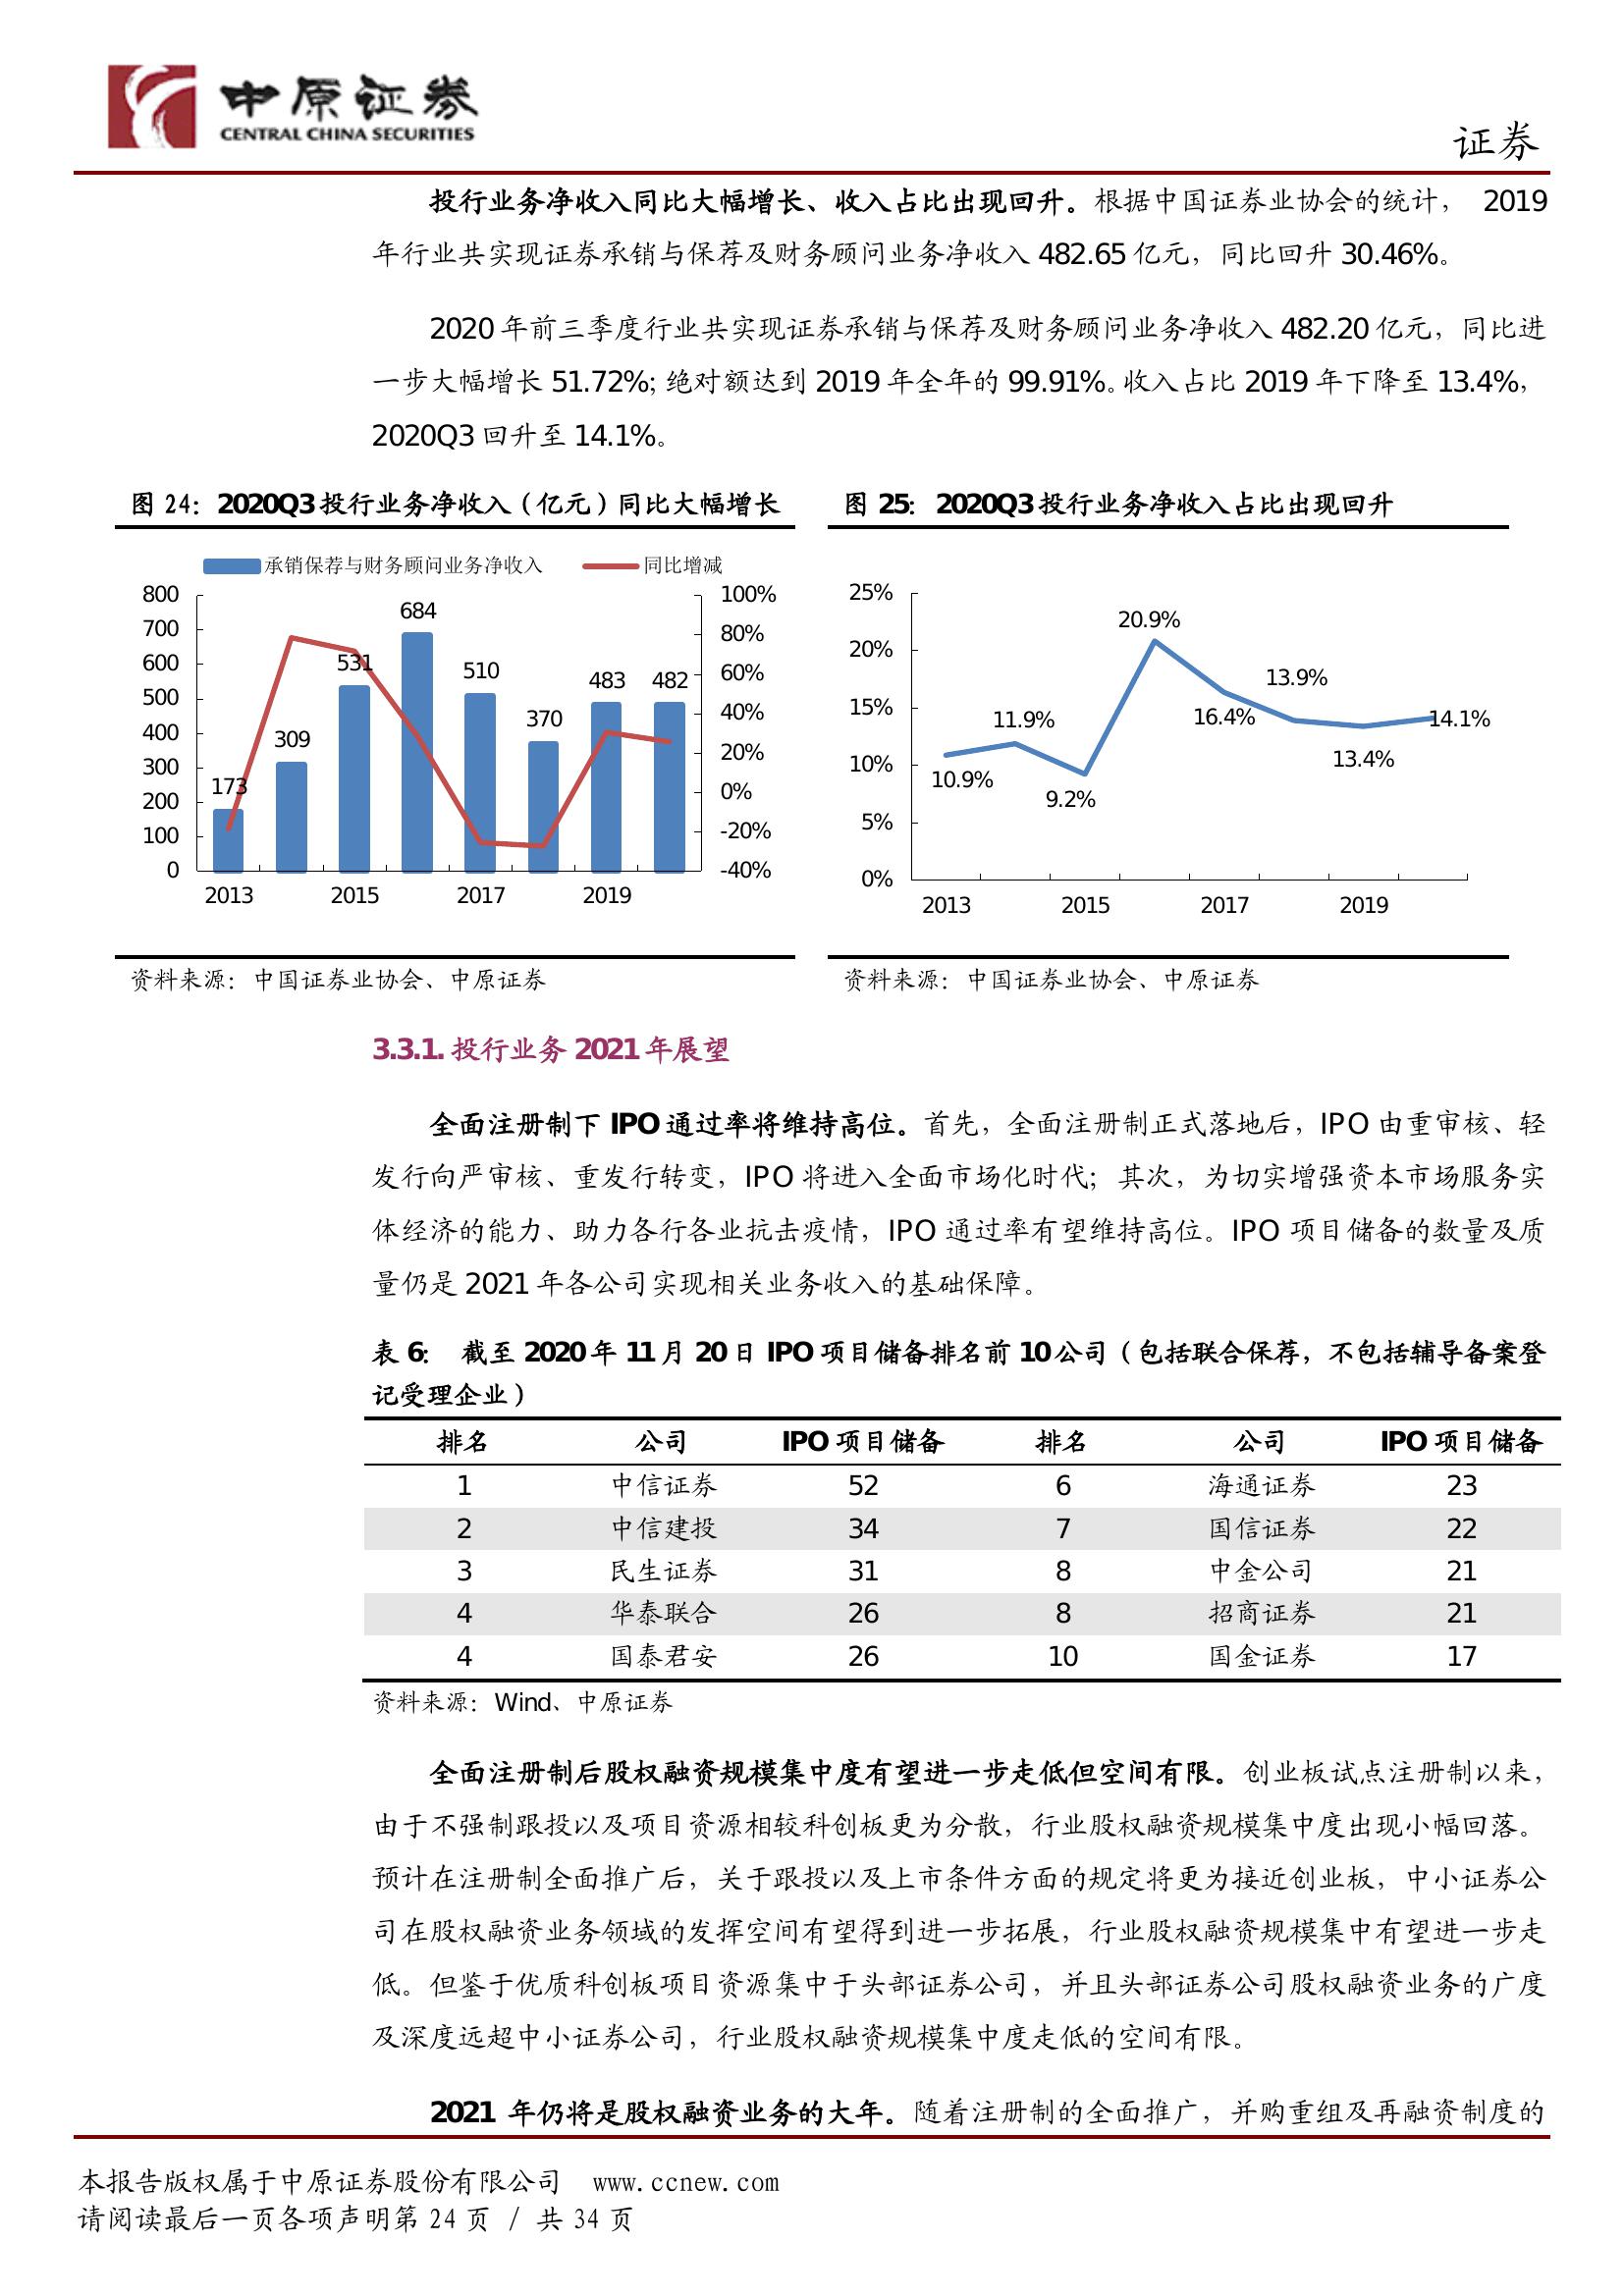 中原证券
CENTRAL CHINA SECURITIES
证券
投行业务净收入同比大幅增长、收入占比出现回升。根据中国证券业协会的统计， 2019
年行业共实现证券承销与保荐及财务顾问业务净收入 482.65 亿元，同比回升 30.46%。
2020 年前三季度行业共实现证券承销与保荐及财务顾问业务净收入 482.20 亿元，同比进
一步大幅增长 51.72%；绝对额达到 2019 年全年的 99.91%。收入占比 2019 年下降至 13.4%，
2020Q3 回升至 14.1%。
图 24：2020Q3 投行业务净收入（亿元）同比大幅增长
承销保荐与财务顾问业务净收入 同比增减
800
700
600
500
400
300
200
100
0
173
309
531
684
510
370
483
482
100%
80%
60%
40%
20%
0%
-20%
-40%
2013 2015 2017 2019
资料来源：中国证券业协会、中原证券
图 25： 2020Q3 投行业务净收入占比出现回升
25%
20%
15%
10%
5%
0%
10.9%
11.9%
9.2%
20.9%
16.4%
13.9%
13.4%
14.1%
2013 2015 2017 2019
资料来源：中国证券业协会、中原证券
3.3.1. 投行业务 2021 年展望
全面注册制下 IPO 通过率将维持高位。首先，全面注册制正式落地后，IPO 由重审核、轻
发行向严审核、重发行转变，IPO 将进入全面市场化时代；其次，为切实增强资本市场服务实
体经济的能力、助力各行各业抗击疫情，IPO 通过率有望维持高位。IPO 项目储备的数量及质
量仍是 2021 年各公司实现相关业务收入的基础保障。
表 6： 截至 2020 年 11 月 20 日 IPO 项目储备排名前 10 公司（包括联合保荐，不包括辅导备案登
记受理企业）
排名 公司 IPO 项目储备 排名 公司 IPO 项目储备
1 中信证券 52 6 海通证券 23
2 中信建投 34 7 国信证券 22
3 民生证券 31 8 中金公司 21
4 华泰联合 26 8 招商证券 21
4 国泰君安 26 10 国金证券 17
资料来源：Wind、中原证券
全面注册制后股权融资规模集中度有望进一步走低但空间有限。创业板试点注册制以来，
由于不强制跟投以及项目资源相较科创板更为分散，行业股权融资规模集中度出现小幅回落。
预计在注册制全面推广后，关于跟投以及上市条件方面的规定将更为接近创业板，中小证券公
司在股权融资业务领域的发挥空间有望得到进一步拓展，行业股权融资规模集中有望进一步走
低。但鉴于优质科创板项目资源集中于头部证券公司，并且头部证券公司股权融资业务的广度
及深度远超中小证券公司，行业股权融资规模集中度走低的空间有限。
2021 年仍将是股权融资业务的大年。随着注册制的全面推广，并购重组及再融资制度的
本报告版权属于中原证券股份有限公司 www.ccnew.com
请阅读最后一页各项声明第 24 页 / 共 34 页